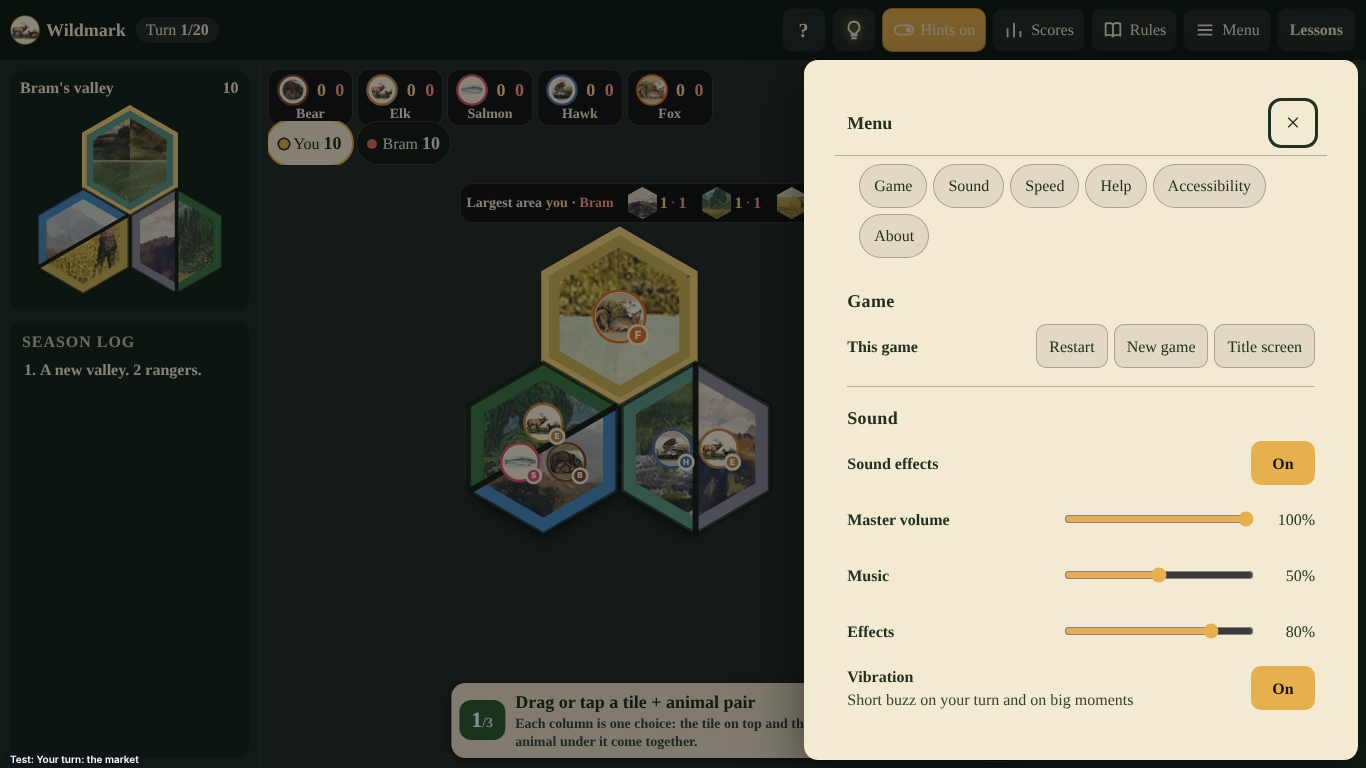 Wildmark
Turn 1/20
?
Hints on
Scores
Rules
Menu
Lessons
Bram's valley 10
SEASON LOG
1. A new valley. 2 rangers.
0 0
Bear
0 0
Elk
0 0
Salmon
0 0
Hawk
0 0
Fox
You 10
Bram 10
Largest area you · Bram
1 · 1
1 · 1
F
E
S
B
H
E
1/3
Drag or tap a tile + animal pair
Each column is one choice: the tile on top and th
animal under it come together.
Test: Your turn: the market
Menu
×
Game
Sound
Speed
Help
Accessibility
About
Game
This game
Restart
New game
Title screen
Sound
Sound effects
On
Master volume
100%
Music
50%
Effects
80%
Vibration
Short buzz on your turn and on big moments
On